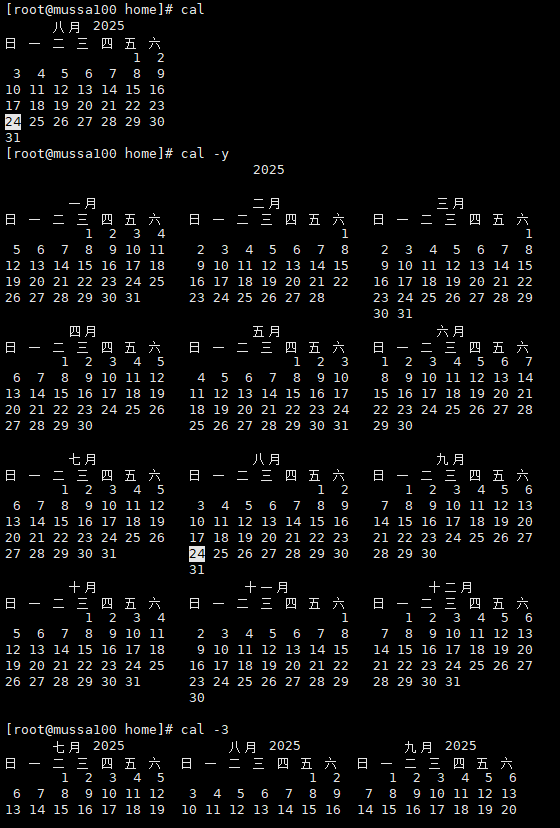 [root@mussa100 home]# cal
八月 2025
日 一 二 三 四 五 六
1 2
3 4 5 6 7 8 9
10 11 12 13 14 15 16
17 18 19 20 21 22 23
24 25 26 27 28 29 30
31
[root@mussa100 home]# cal -y
2025
一月 二月 三月
日 一 二 三 四 五 六 日 一 二 三 四 五 六 日 一 二 三 四 五 六
1 2 3 4 1 1
5 6 7 8 9 10 11 2 3 4 5 6 7 8 2 3 4 5 6 7 8
12 13 14 15 16 17 18 9 10 11 12 13 14 15 9 10 11 12 13 14 15
19 20 21 22 23 24 25 16 17 18 19 20 21 22 16 17 18 19 20 21 22
26 27 28 29 30 31 23 24 25 26 27 28 23 24 25 26 27 28 29
30 31
四月 五月 六月
日 一 二 三 四 五 六 日 一 二 三 四 五 六 日 一 二 三 四 五 六
1 2 3 4 5 1 2 3 1 2 3 4 5 6 7
6 7 8 9 10 11 12 4 5 6 7 8 9 10 8 9 10 11 12 13 14
13 14 15 16 17 18 19 11 12 13 14 15 16 17 15 16 17 18 19 20 21
20 21 22 23 24 25 26 18 19 20 21 22 23 24 22 23 24 25 26 27 28
27 28 29 30 25 26 27 28 29 30 31 29 30
七月 八月 九月
日 一 二 三 四 五 六 日 一 二 三 四 五 六 日 一 二 三 四 五 六
1 2 3 4 5 1 2 1 2 3 4 5 6
6 7 8 9 10 11 12 3 4 5 6 7 8 9 7 8 9 10 11 12 13
13 14 15 16 17 18 19 10 11 12 13 14 15 16 14 15 16 17 18 19 20
20 21 22 23 24 25 26 17 18 19 20 21 22 23 21 22 23 24 25 26 27
27 28 29 30 31 24 25 26 27 28 29 30 28 29 30
31
十月 十一月 十二月
日 一 二 三 四 五 六 日 一 二 三 四 五 六 日 一 二 三 四 五 六
1 2 3 4 1 1 2 3 4 5 6
5 6 7 8 9 10 11 2 3 4 5 6 7 8 7 8 9 10 11 12 13
12 13 14 15 16 17 18 9 10 11 12 13 14 15 14 15 16 17 18 19 20
19 20 21 22 23 24 25 16 17 18 19 20 21 22 21 22 23 24 25 26 27
26 27 28 29 30 31 23 24 25 26 27 28 29 28 29 30 31
30
[root@mussa100 home]# cal -3
七月 2025 八月 2025 九月 2025
日 一 二 三 四 五 六 日 一 二 三 四 五 六 日 一 二 三 四 五 六
1 2 3 4 5 1 2 1 2 3 4 5 6
6 7 8 9 10 11 12 3 4 5 6 7 8 9 7 8 9 10 11 12 13
13 14 15 16 17 18 19 10 11 12 13 14 15 16 14 15 16 17 18 19 20